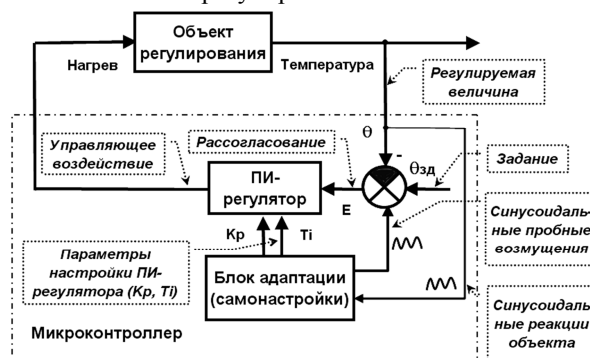 Объект
регулирования
Нагрев
Температура
Регулируемая
величина
Управляющее
воздействие
Рассогласование
θ
-
Задание
θзд
ПИ-
регулятор
E
Кр
Ti
Синусоидаль-
ные пробные
возмущения
Параметры
настройки ПИ-
регулятора (Кр, Ti)
Блок адаптации
(самонастройки)
Микроконтроллер
Синусоидаль-
ные реакции
объекта